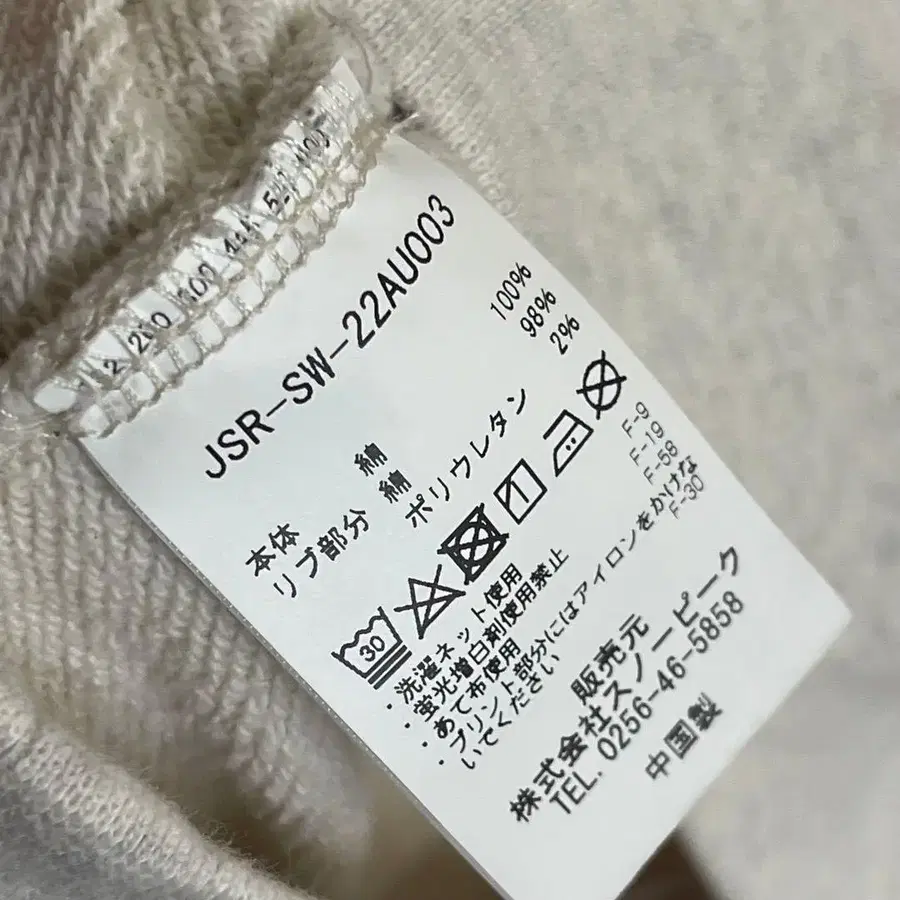 JSR-SW-22AU003
本体 綿 100%
リブ部分 綿 98%
ポリウレタン 2%
30
・洗濯ネット使用 F-9
・蛍光増白剤使用禁止 F-19
・あて布使用 F-58
・プリント部分にはアイロンをかけな
いでください F-30
販売元
株式会社スノーピーク
TEL. 0256-46-5858
中国製